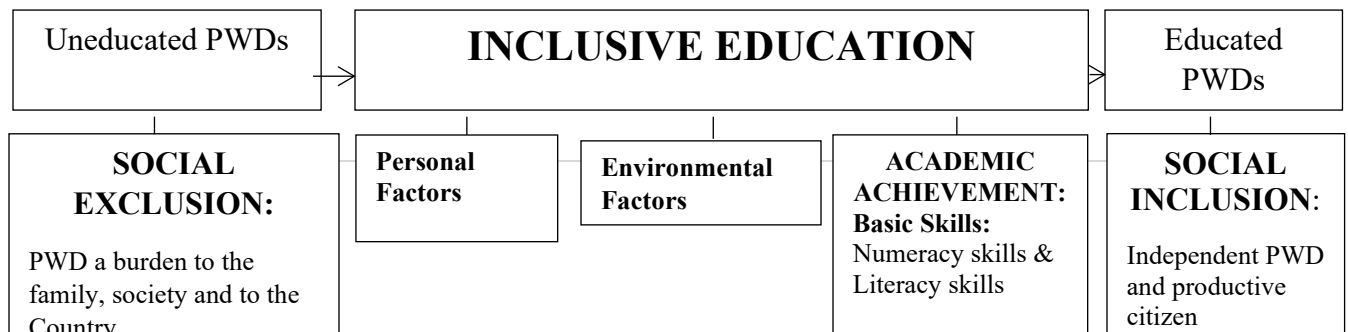 Uneducated PWDs
INCLUSIVE EDUCATION
Educated
PWDs
SOCIAL
EXCLUSION:
PWD a burden to the
family, society and to the
Country
Personal
Factors
Environmental
Factors
ACADEMIC
ACHIEVEMENT:
Basic Skills:
Numeracy skills &
Literacy skills
SOCIAL
INCLUSION:
Independent PWD
and productive
citizen